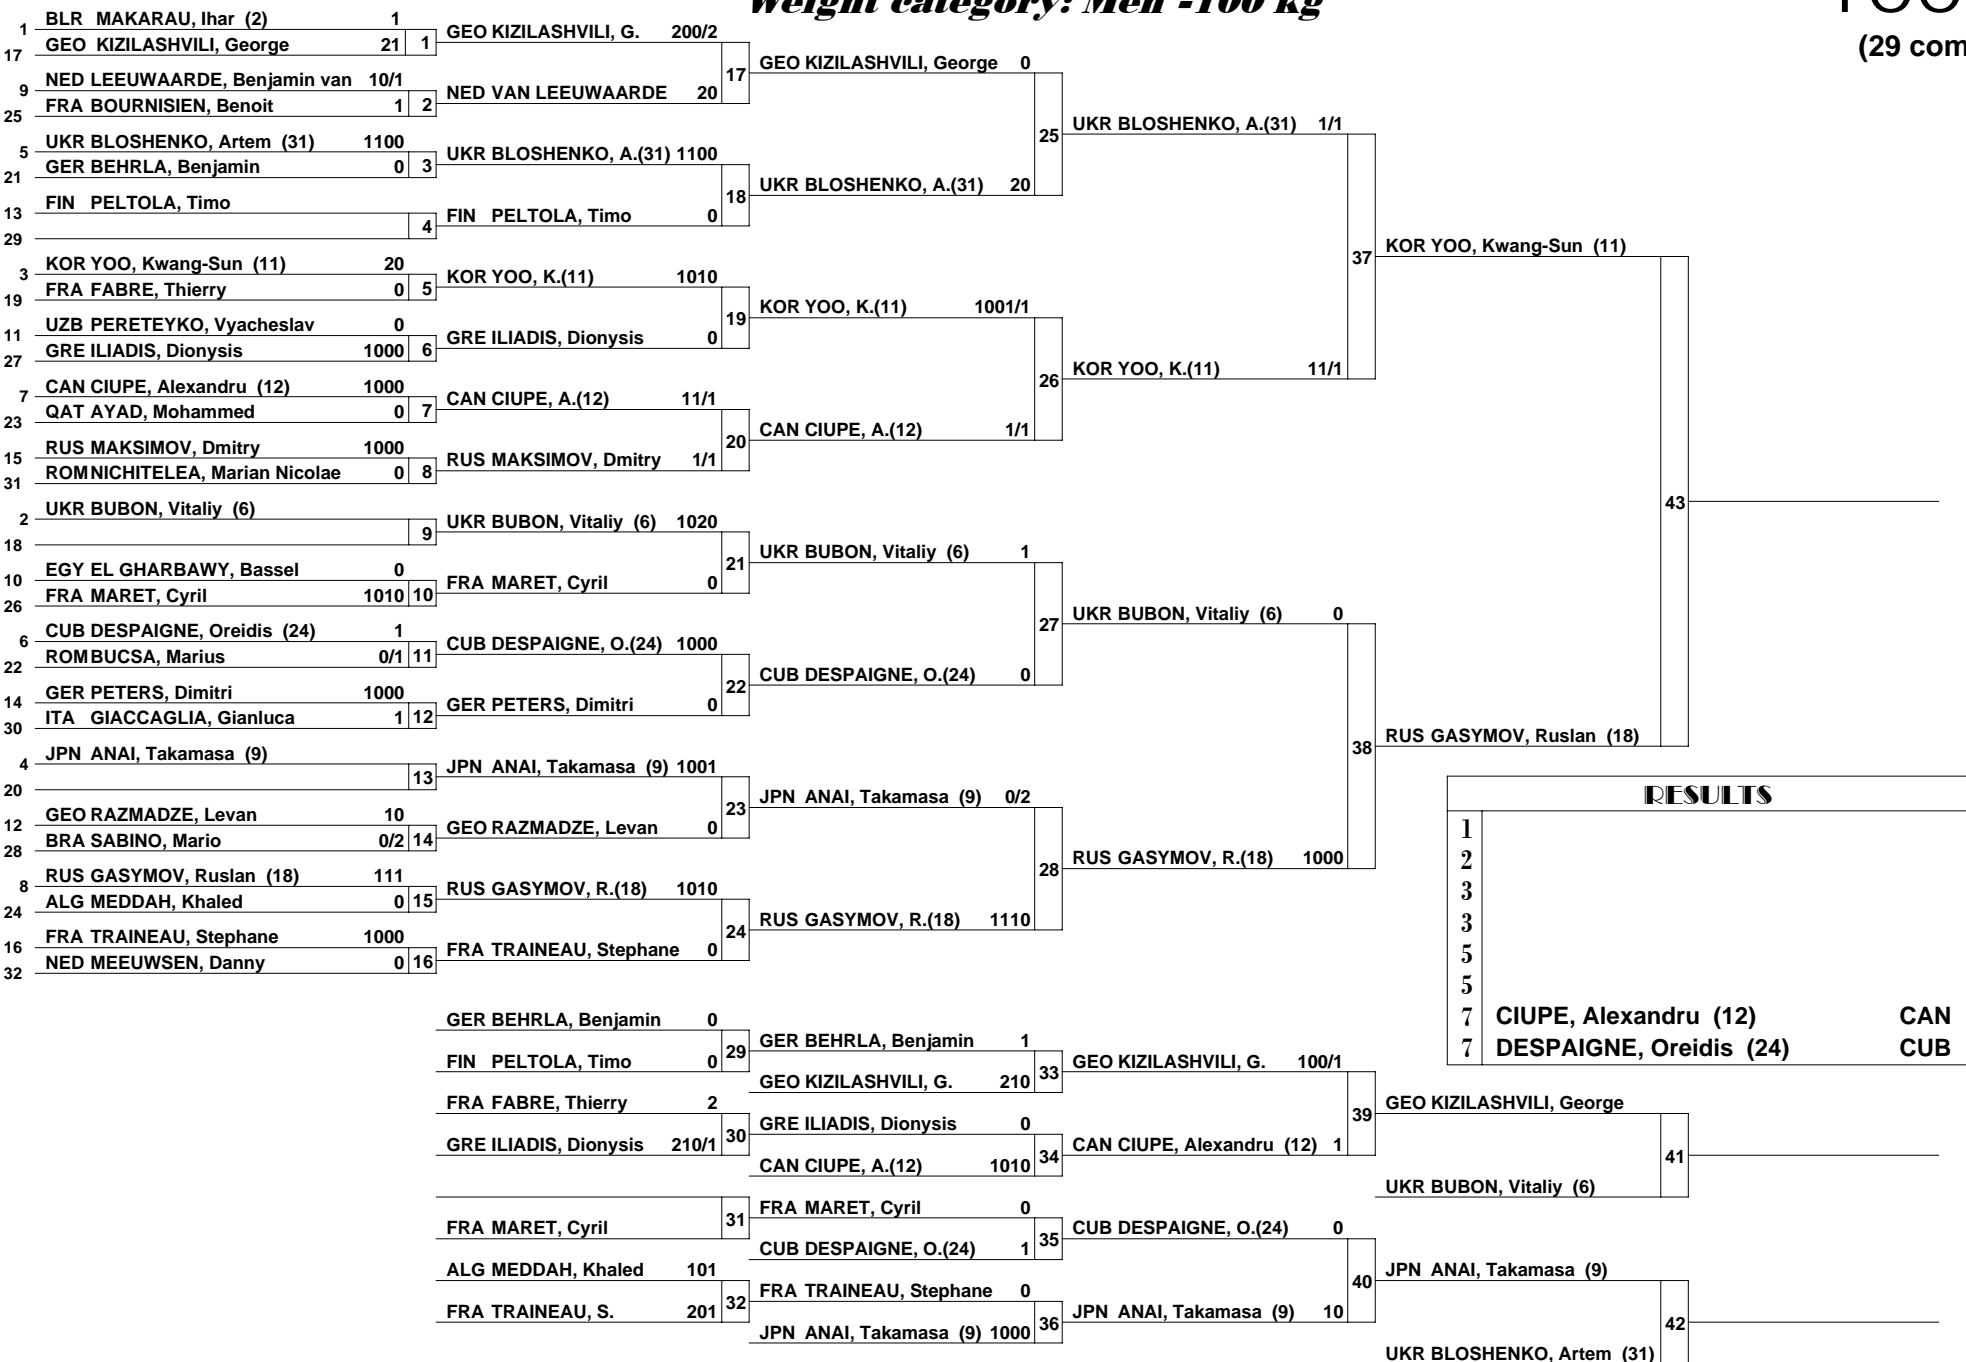 Weight category: Men -100 kg
(29 com
1 BLR MAKARAU, Ihar (2) 1
17 GEO KIZILASHVILI, George 21 1
9 NED LEEUWAARDE, Benjamin van 10/1
25 FRA BOURNISIEN, Benoit 1 2
5 UKR BLOSHENKO, Artem (31) 1100
21 GER BEHRLA, Benjamin 0 3
13 FIN PELTOLA, Timo
29 4
3 KOR YOO, Kwang-Sun (11) 20
19 FRA FABRE, Thierry 0 5
11 UZB PERETEYKO, Vyacheslav 0
27 GRE ILIADIS, Dionysis 1000 6
7 CAN CIUPE, Alexandru (12) 1000
23 QAT AYAD, Mohammed 0 7
15 RUS MAKSIMOV, Dmitry 1000
31 ROM NICHITELEA, Marian Nicolae 0 8
2 UKR BUBON, Vitaliy (6)
18 9
10 EGY EL GHARBAWY, Bassel 0
26 FRA MARET, Cyril 1010 10
6 CUB DESPAIGNE, Oreidis (24) 1
22 ROM BUCSA, Marius 0/1 11
14 GER PETERS, Dimitri 1000
30 ITA GIACCAGLIA, Gianluca 1 12
4 JPN ANAI, Takamasa (9)
20 13
12 GEO RAZMADZE, Levan 10
28 BRA SABINO, Mario 0/2 14
8 RUS GASYMOV, Ruslan (18) 111
24 ALG MEDDAH, Khaled 0 15
16 FRA TRAINEAU, Stephane 1000
32 NED MEEUWSEN, Danny 0 16
GEO KIZILASHVILI, G. 200/2
17
NED VAN LEEUWAARDE 20
UKR BLOSHENKO, A.(31) 1100
18
FIN PELTOLA, Timo 0
KOR YOO, K.(11) 1010
19
GRE ILIADIS, Dionysis 0
CAN CIUPE, A.(12) 11/1
20
RUS MAKSIMOV, Dmitry 1/1
UKR BUBON, Vitaliy (6) 1020
21
FRA MARET, Cyril 0
CUB DESPAIGNE, O.(24) 1000
22
GER PETERS, Dimitri 0
JPN ANAI, Takamasa (9) 1001
23
GEO RAZMADZE, Levan 0
RUS GASYMOV, R.(18) 1010
24
FRA TRAINEAU, Stephane 0
GEO KIZILASHVILI, George 0
25
UKR BLOSHENKO, A.(31) 20
KOR YOO, K.(11) 1001/1
26
CAN CIUPE, A.(12) 1/1
UKR BUBON, Vitaliy (6) 1
27
CUB DESPAIGNE, O.(24) 0
JPN ANAI, Takamasa (9) 0/2
28
RUS GASYMOV, R.(18) 1110
UKR BLOSHENKO, A.(31) 1/1
37
KOR YOO, K.(11) 11/1
UKR BUBON, Vitaliy (6) 0
38
RUS GASYMOV, R.(18) 1000
KOR YOO, Kwang-Sun (11)
43
RUS GASYMOV, Ruslan (18)
RESULTS
1
2
3
3
5
5
7 CIUPE, Alexandru (12) CAN
7 DESPAIGNE, Oreidis (24) CUB
GER BEHRLA, Benjamin 0
29
FIN PELTOLA, Timo 0
FRA FABRE, Thierry 2
30
GRE ILIADIS, Dionysis 210/1
31
FRA MARET, Cyril
ALG MEDDAH, Khaled 101
32
FRA TRAINEAU, S. 201
GER BEHRLA, Benjamin 1
33
GEO KIZILASHVILI, G. 210
GRE ILIADIS, Dionysis 0
34
CAN CIUPE, A.(12) 1010
FRA MARET, Cyril 0
35
CUB DESPAIGNE, O.(24) 1
FRA TRAINEAU, Stephane 0
36
JPN ANAI, Takamasa (9) 1000
GEO KIZILASHVILI, G. 100/1
39
CAN CIUPE, Alexandru (12) 1
CUB DESPAIGNE, O.(24) 0
40
JPN ANAI, Takamasa (9) 10
GEO KIZILASHVILI, George
41
UKR BUBON, Vitaliy (6)
JPN ANAI, Takamasa (9)
42
UKR BLOSHENKO, Artem (31)